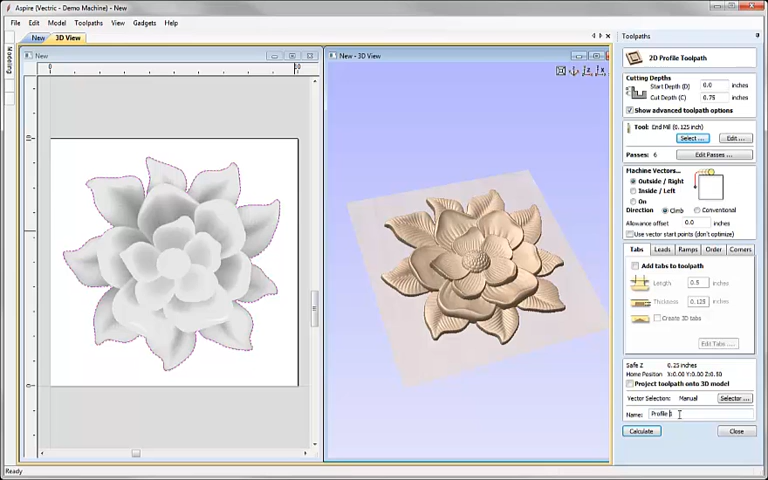 Aspire (Vectric - Demo Machine) - New
File Edit Model Toolpaths View Gadgets Help
New 3D View
Modeling
New
0 10
10
0
New - 3D View
Toolpaths
2D Profile Toolpath
Cutting Depths
Start Depth (D) 0.0 inches
Cut Depth (C) 0.75 inches
Show advanced toolpath options
Tool: End Mill (0.125 inch)
Select ... Edit ...
Passes: 6 Edit Passes ...
Machine Vectors...
Outside / Right
Inside / Left
On
Direction Climb Conventional
Allowance offset 0.0 inches
Use vector start points (don't optimize)
Tabs Leads Ramps Order Corners
Add tabs to toolpath
Length 0.5 inches
Thickness 0.125 inches
Create 3D tabs
Edit Tabs ...
Safe Z 0.25 inches
Home Position X:0.00 Y:0.00 Z:0.80
Project toolpath onto 3D model
Vector Selection: Manual Selector ...
Name: Profile
Calculate Close
Ready